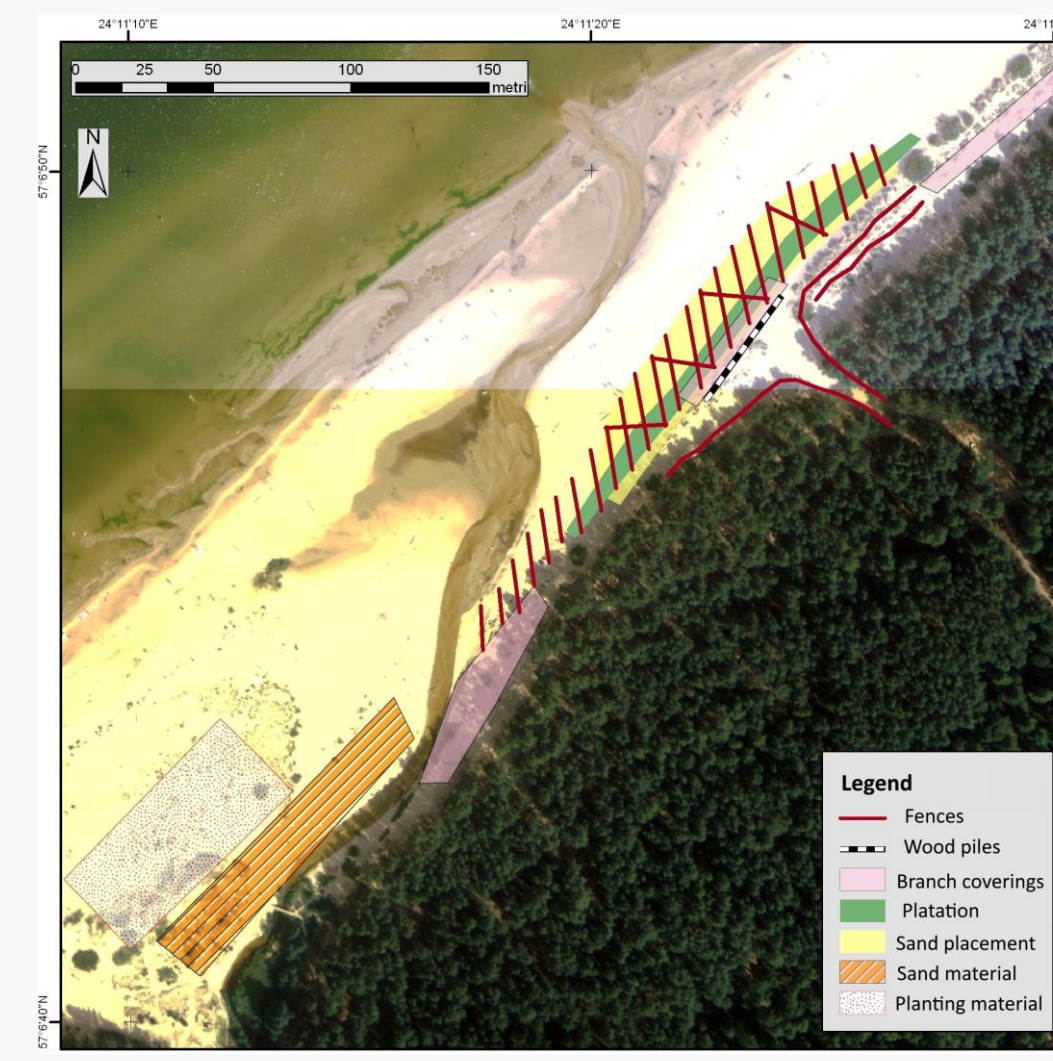 24°11'10"E
24°11'20"E
24°11
0 25 50 100 150
metri
N
57°6'50"N
57°6'40"N
Legend
Fences
Wood piles
Branch coverings
Platation
Sand placement
Sand material
Planting material